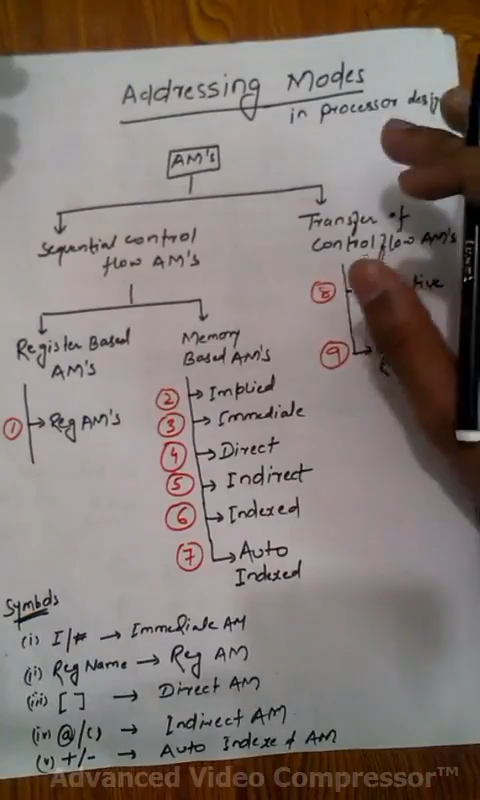 Addressing Modes
in processor desig
AM's
Sequential control
flow AM's
Transfer of
Control flow AM's
Register Based
AM's
Memory
Based AM's
8
tive
9
R
1 Reg AM's
2 Implied
3 Immediate
4 Direct
5 Indirect
6 Indexed
7 Auto
Indexed
Symbols
(i) I/# → Immediate AM
(ii) Reg Name → Reg AM
(iii) [ ] → Direct AM
(iv) @/() → Indirect AM
(v) +/- → Auto Indexed AM
Advanced Video Compressor™